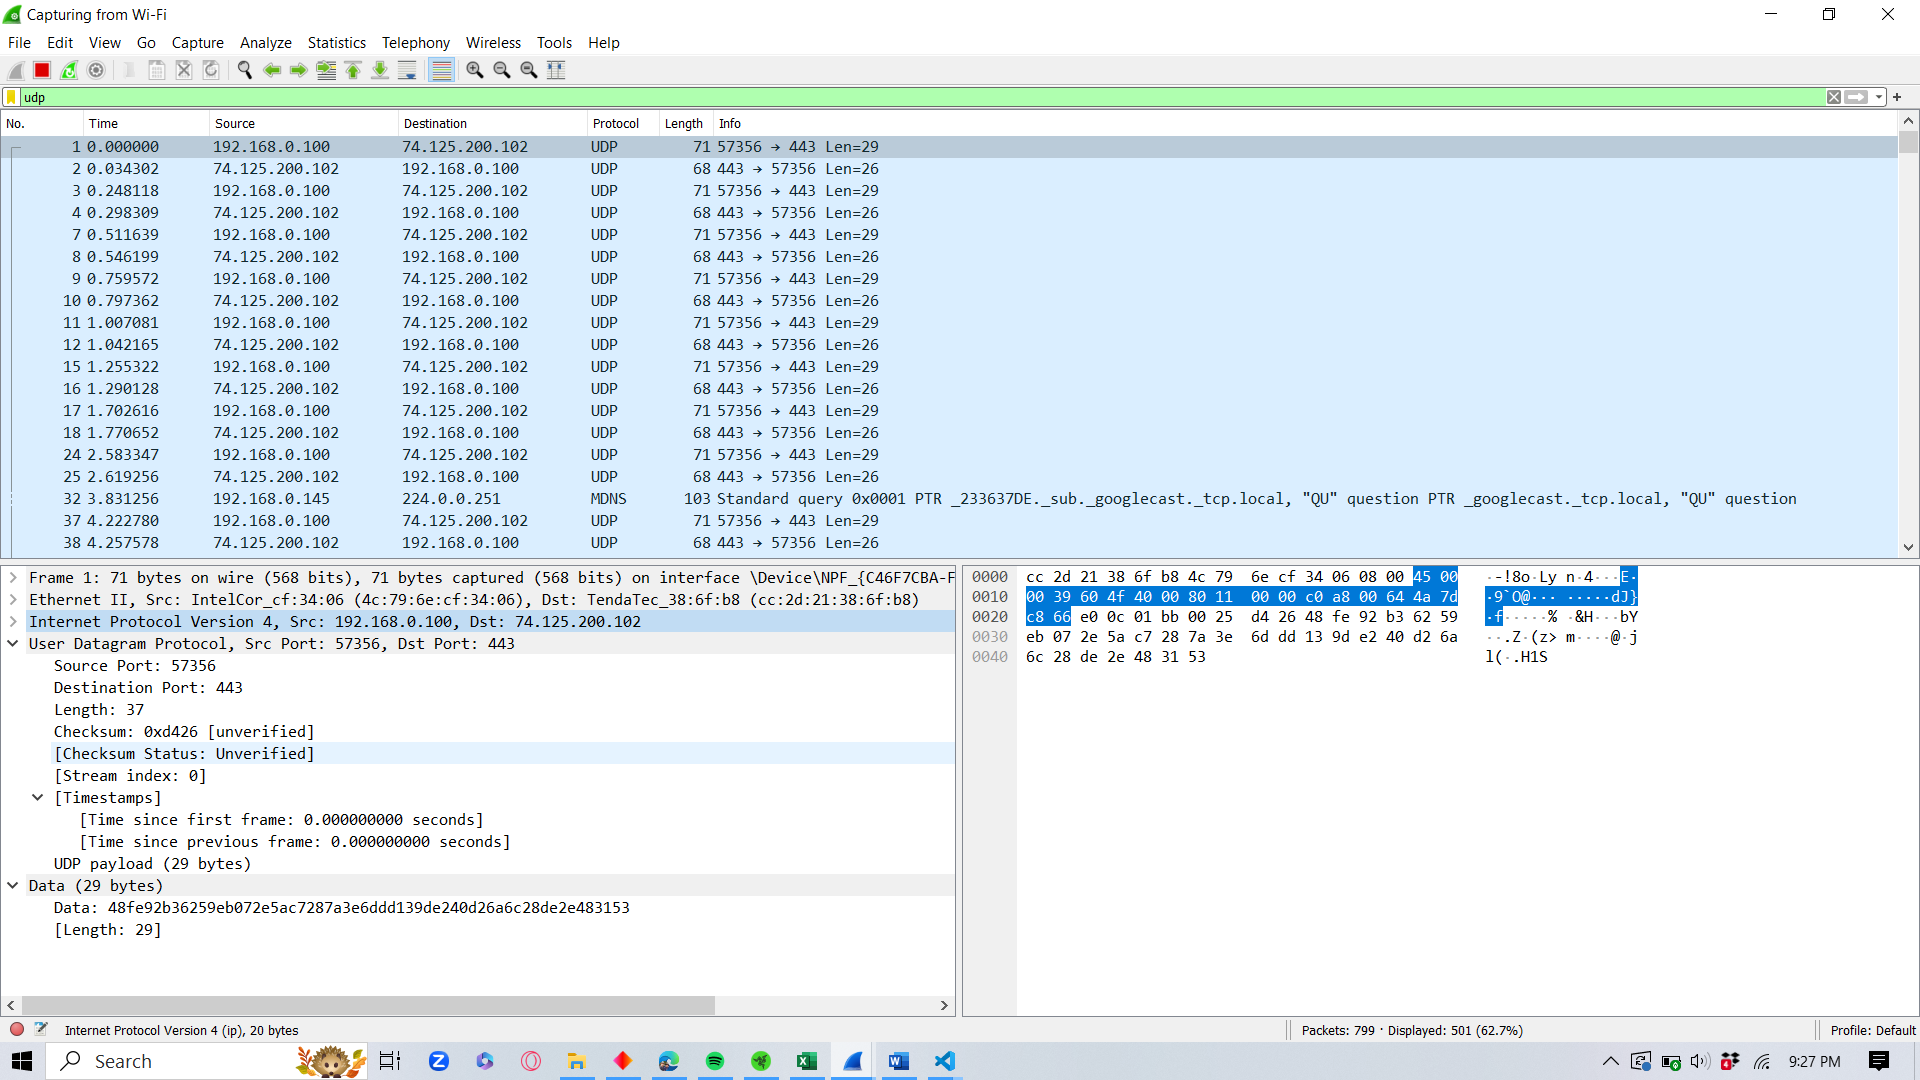 Capturing from Wi-Fi
File Edit View Go Capture Analyze Statistics Telephony Wireless Tools Help
udp
No. Time Source Destination Protocol Length Info
1 0.000000 192.168.0.100 74.125.200.102 UDP 71 57356 → 443 Len=29
2 0.034302 74.125.200.102 192.168.0.100 UDP 68 443 → 57356 Len=26
3 0.248118 192.168.0.100 74.125.200.102 UDP 71 57356 → 443 Len=29
4 0.298309 74.125.200.102 192.168.0.100 UDP 68 443 → 57356 Len=26
7 0.511639 192.168.0.100 74.125.200.102 UDP 71 57356 → 443 Len=29
8 0.546199 74.125.200.102 192.168.0.100 UDP 68 443 → 57356 Len=26
9 0.759572 192.168.0.100 74.125.200.102 UDP 71 57356 → 443 Len=29
10 0.797362 74.125.200.102 192.168.0.100 UDP 68 443 → 57356 Len=26
11 1.007081 192.168.0.100 74.125.200.102 UDP 71 57356 → 443 Len=29
12 1.042165 74.125.200.102 192.168.0.100 UDP 68 443 → 57356 Len=26
15 1.255322 192.168.0.100 74.125.200.102 UDP 71 57356 → 443 Len=29
16 1.290128 74.125.200.102 192.168.0.100 UDP 68 443 → 57356 Len=26
17 1.702616 192.168.0.100 74.125.200.102 UDP 71 57356 → 443 Len=29
18 1.770652 74.125.200.102 192.168.0.100 UDP 68 443 → 57356 Len=26
24 2.583347 192.168.0.100 74.125.200.102 UDP 71 57356 → 443 Len=29
25 2.619256 74.125.200.102 192.168.0.100 UDP 68 443 → 57356 Len=26
32 3.831256 192.168.0.145 224.0.0.251 MDNS 103 Standard query 0x0001 PTR _233637DE._sub._googlecast._tcp.local, "QU" question PTR _googlecast._tcp.local, "QU" question
37 4.222780 192.168.0.100 74.125.200.102 UDP 71 57356 → 443 Len=29
38 4.257578 74.125.200.102 192.168.0.100 UDP 68 443 → 57356 Len=26
Frame 1: 71 bytes on wire (568 bits), 71 bytes captured (568 bits) on interface \Device\NPF_{C46F7CBA-F
Ethernet II, Src: IntelCor_cf:34:06 (4c:79:6e:cf:34:06), Dst: TendaTec_38:6f:b8 (cc:2d:21:38:6f:b8)
Internet Protocol Version 4, Src: 192.168.0.100, Dst: 74.125.200.102
User Datagram Protocol, Src Port: 57356, Dst Port: 443
Source Port: 57356
Destination Port: 443
Length: 37
Checksum: 0xd426 [unverified]
[Checksum Status: Unverified]
[Stream index: 0]
[Timestamps]
[Time since first frame: 0.000000000 seconds]
[Time since previous frame: 0.000000000 seconds]
UDP payload (29 bytes)
Data (29 bytes)
Data: 48fe92b36259eb072e5ac7287a3e6ddd139de240d26a6c28de2e483153
[Length: 29]
0000 cc 2d 21 38 6f b8 4c 79 6e cf 34 06 08 00 45 00 ·-!8o·Ly n·4···E·
0010 00 39 60 4f 40 00 80 11 00 00 c0 a8 00 64 4a 7d ·9`O@··· ·····dJ}
0020 c8 66 e0 0c 01 bb 00 25 d4 26 48 fe 92 b3 62 59 ·f·····% ·&H···bY
0030 eb 07 2e 5a c7 28 7a 3e 6d dd 13 9d e2 40 d2 6a ··.Z·(z> m····@·j
0040 6c 28 de 2e 48 31 53 l(·.H1S
Internet Protocol Version 4 (ip), 20 bytes
Packets: 799 · Displayed: 501 (62.7%)
Profile: Default
Search
9:27 PM